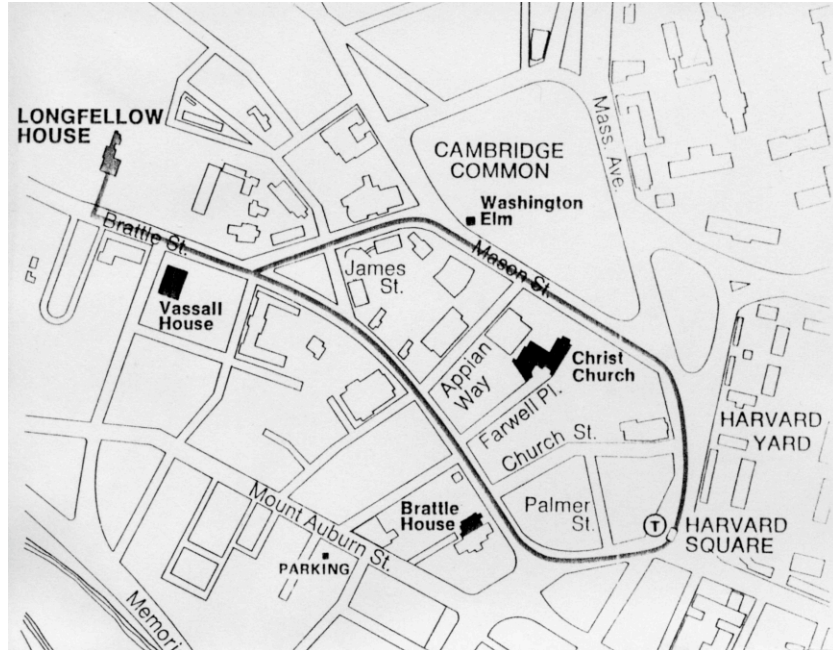 LONGFELLOW
HOUSE
CAMBRIDGE
COMMON
Mass. Ave.
Washington
Elm
Brattle St.
Mason St.
James
St.
Vassall
House
Appian
Way
Christ
Church
Farwell Pl.
Church St.
HARVARD
YARD
Palmer
St.
Brattle
House
T
HARVARD
SQUARE
Mount Auburn St.
PARKING
Memori